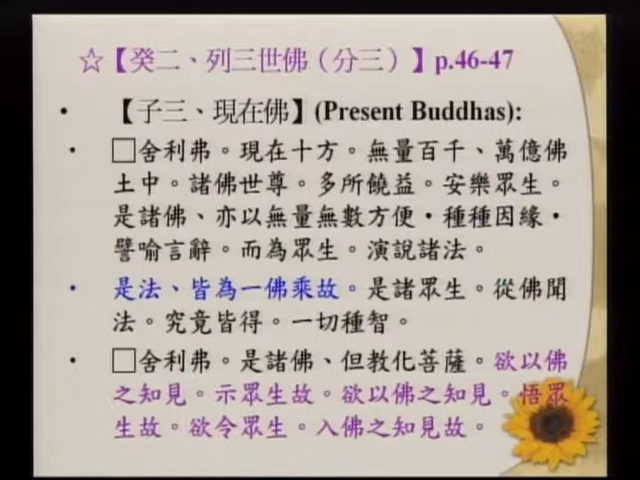 ☆【癸二、列三世佛（分三）】p.46-47
• 【子三、現在佛】(Present Buddhas):
• □舍利弗。現在十方。無量百千、萬億佛
土中。諸佛世尊。多所饒益。安樂眾生。
是諸佛、亦以無量無數方便・種種因緣・
譬喻言辭。而為眾生。演說諸法。
• 是法、皆為一佛乘故。是諸眾生。從佛聞
法。究竟皆得。一切種智。
• □舍利弗。是諸佛、但教化菩薩。欲以佛
之知見。示眾生故。欲以佛之知見。悟眾
生故。欲令眾生。入佛之知見故。